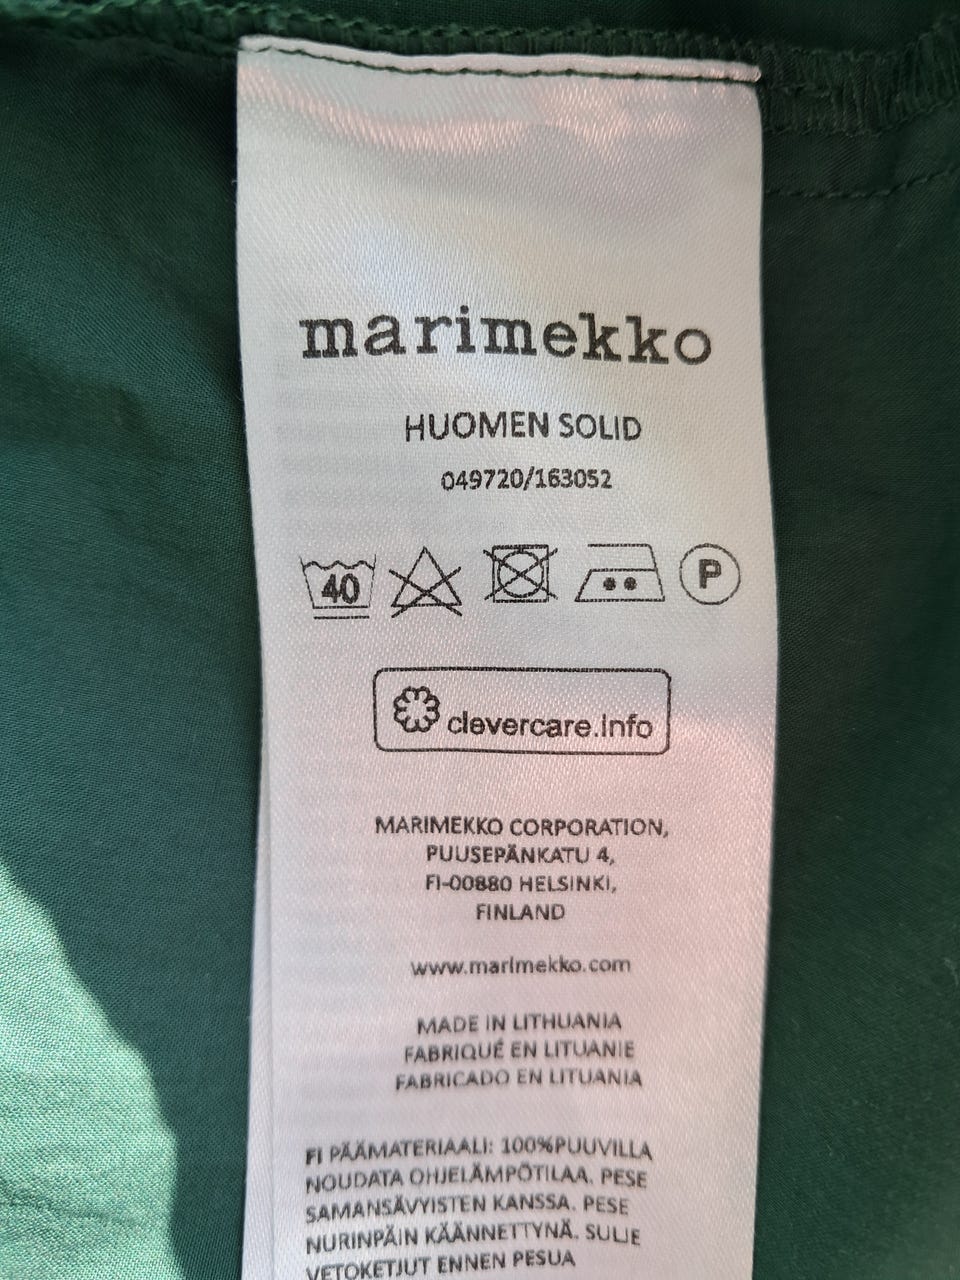 marimekko
HUOMEN SOLID
049720/163052
40
P
clevercare.info
MARIMEKKO CORPORATION,
PUUSEPÄNKATU 4,
FI-00880 HELSINKI,
FINLAND
www.marimekko.com
MADE IN LITHUANIA
FABRIQUÉ EN LITUANIE
FABRICADO EN LITUANIA
FI PÄÄMATERIAALI: 100%PUUVILLA
NOUDATA OHJELÄMPÖTILAA. PESE
SAMANSÄVYISTEN KANSSA. PESE
NURINPÄIN KÄÄNNETTYNÄ. SULJE
VETOKETJUT ENNEN PESUA